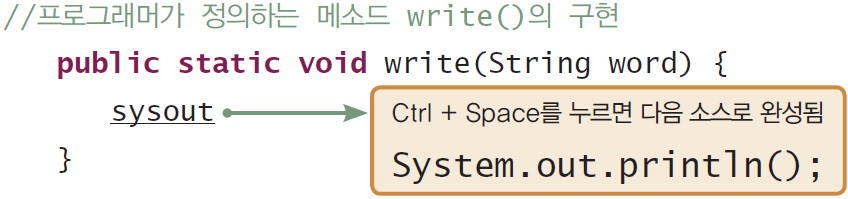 //프로그래머가 정의하는 메소드 write()의 구현
public static void write(String word) {
sysout
Ctrl + Space를 누르면 다음 소스로 완성됨
System.out.println();
}